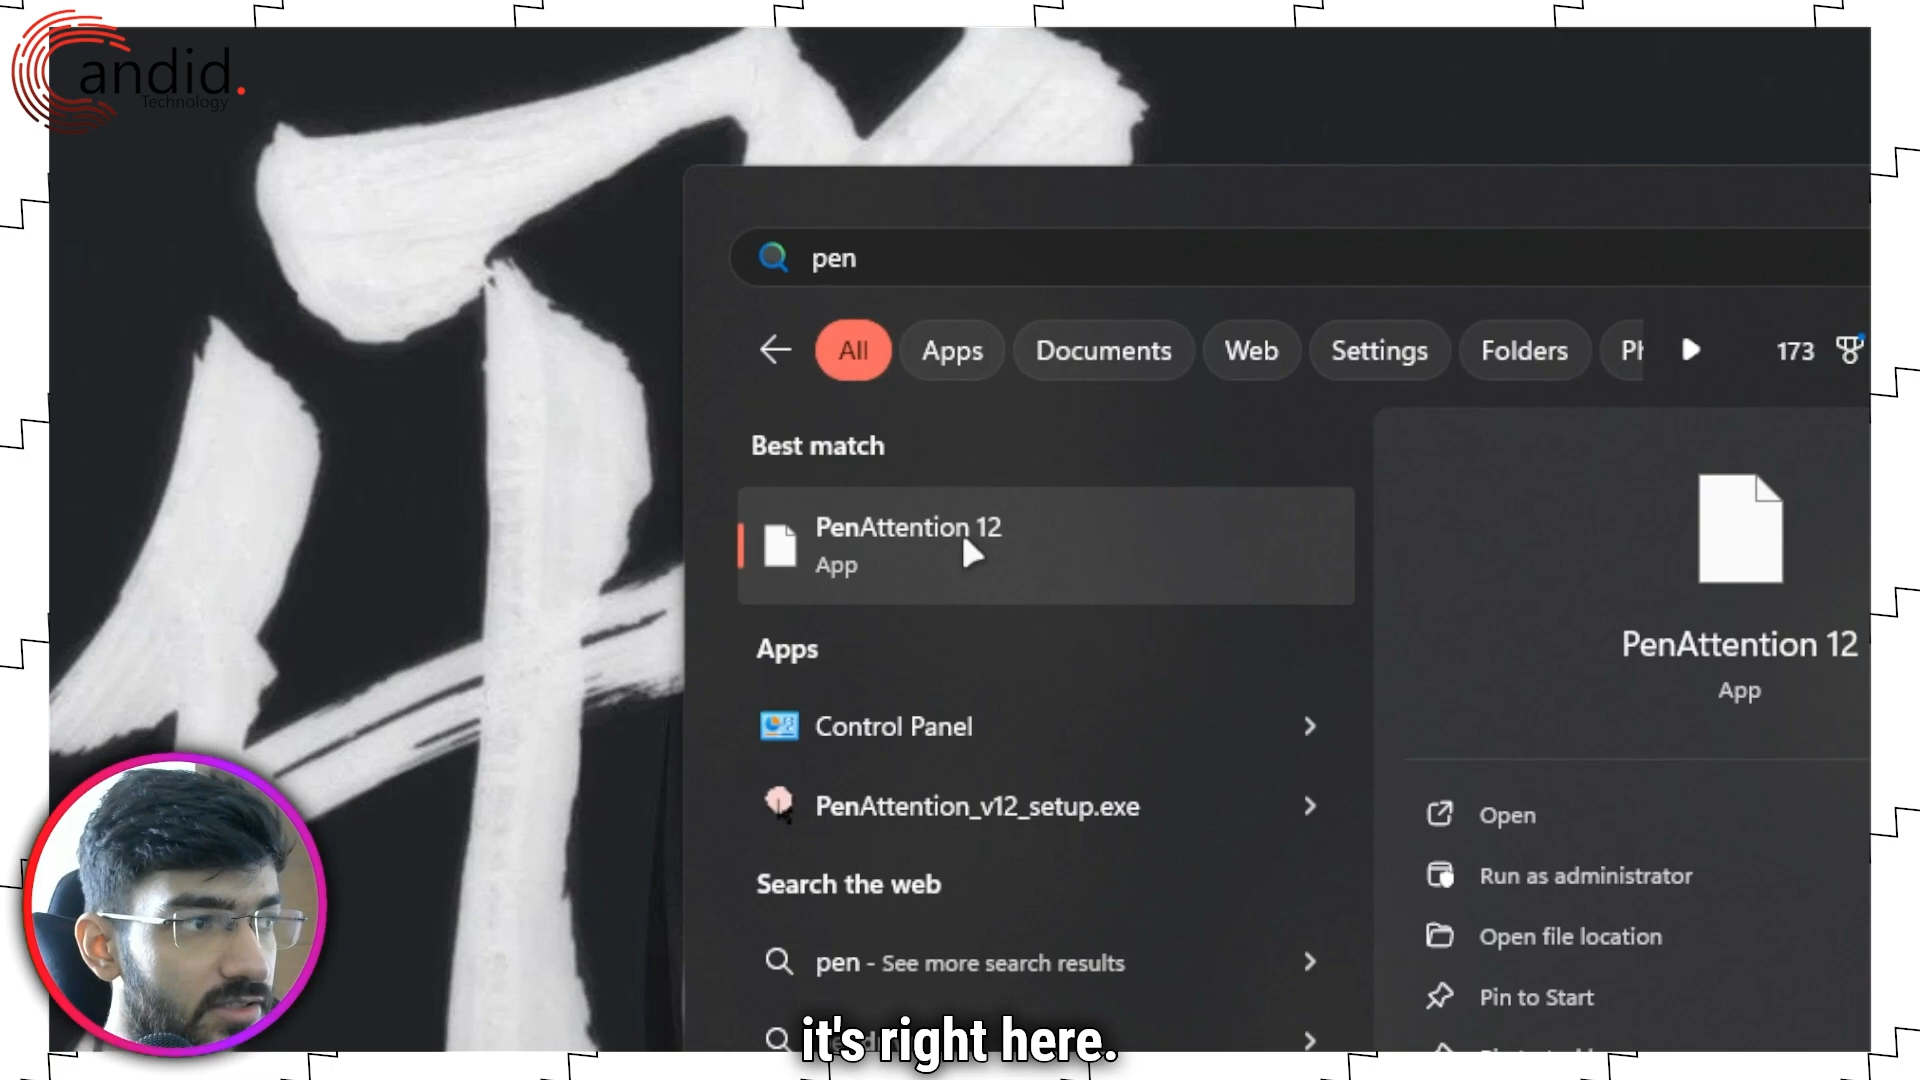 Candid.
Technology
pen
All
Apps
Documents
Web
Settings
Folders
173
Best match
PenAttention 12
App
Apps
Control Panel
PenAttention_v12_setup.exe
Search the web
pen - See more search results
PenAttention 12
App
Open
Run as administrator
Open file location
Pin to Start
it's right here.